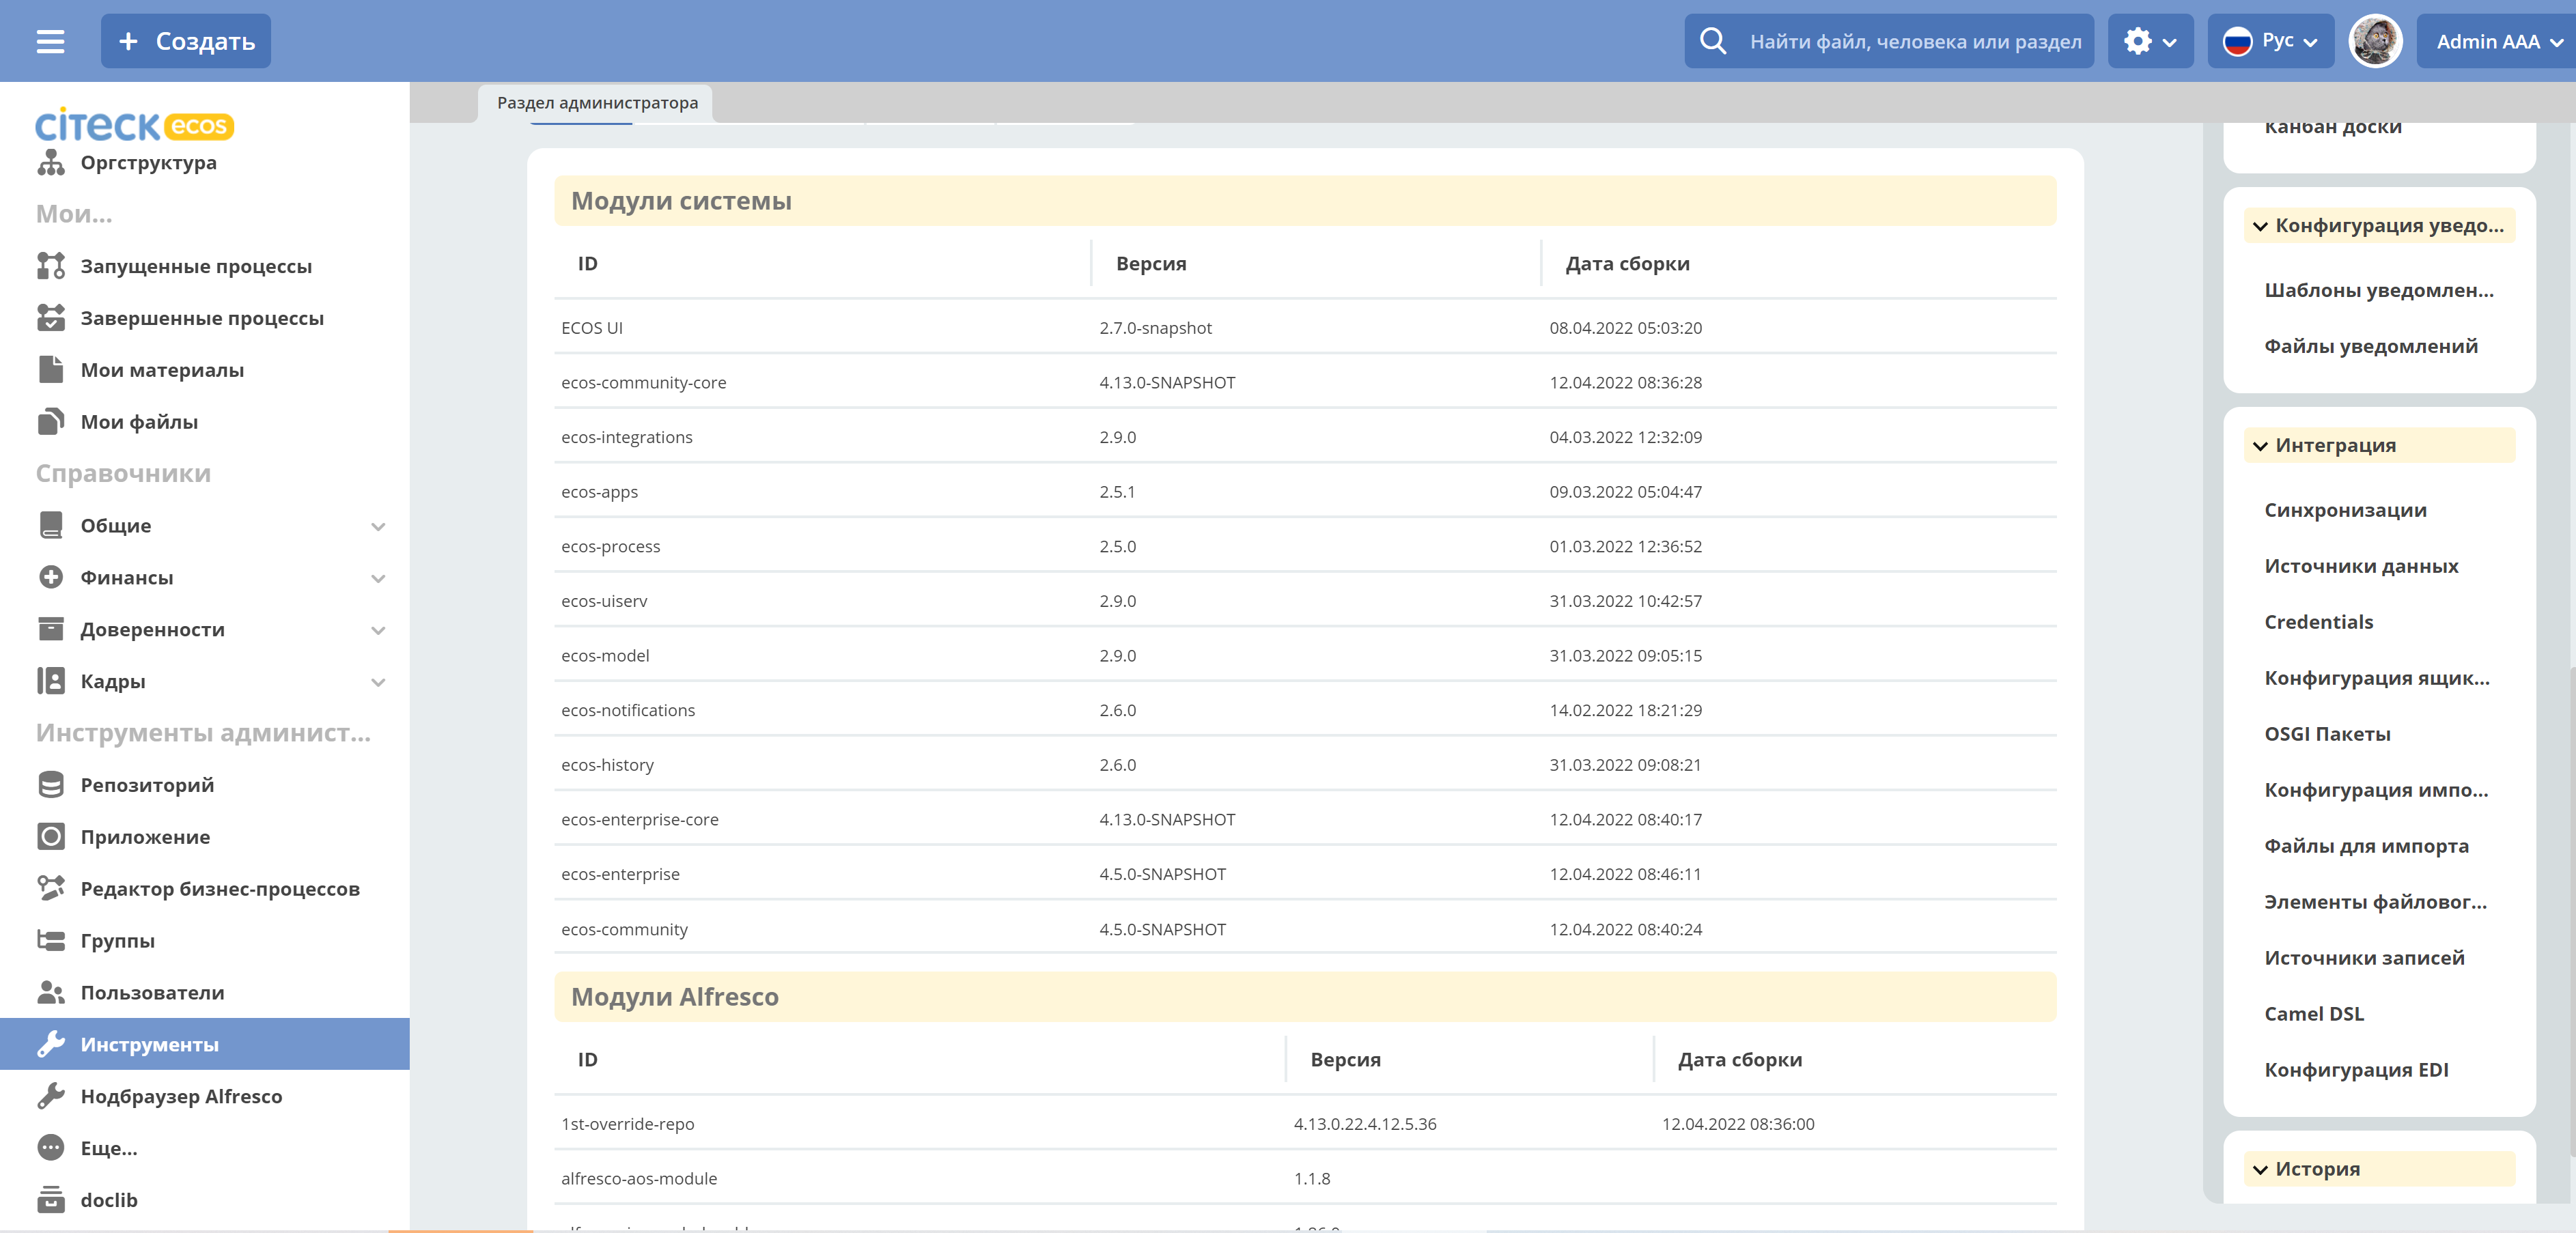 Создать
Найти файл, человека или раздел
Рус
Admin AAA
citeck ecos
Оргструктура
Мои...
Запущенные процессы
Завершенные процессы
Мои материалы
Мои файлы
Справочники
Общие
Финансы
Доверенности
Кадры
Инструменты админист...
Репозиторий
Приложение
Редактор бизнес-процессов
Группы
Пользователи
Инструменты
Нодбраузер Alfresco
Еще...
doclib
Раздел администратора
Модули системы
ID Версия Дата сборки
ECOS UI 2.7.0-snapshot 08.04.2022 05:03:20
ecos-community-core 4.13.0-SNAPSHOT 12.04.2022 08:36:28
ecos-integrations 2.9.0 04.03.2022 12:32:09
ecos-apps 2.5.1 09.03.2022 05:04:47
ecos-process 2.5.0 01.03.2022 12:36:52
ecos-uiserv 2.9.0 31.03.2022 10:42:57
ecos-model 2.9.0 31.03.2022 09:05:15
ecos-notifications 2.6.0 14.02.2022 18:21:29
ecos-history 2.6.0 31.03.2022 09:08:21
ecos-enterprise-core 4.13.0-SNAPSHOT 12.04.2022 08:40:17
ecos-enterprise 4.5.0-SNAPSHOT 12.04.2022 08:46:11
ecos-community 4.5.0-SNAPSHOT 12.04.2022 08:40:24
Модули Alfresco
ID Версия Дата сборки
1st-override-repo 4.13.0.22.4.12.5.36 12.04.2022 08:36:00
alfresco-aos-module 1.1.8
Канбан доски
Конфигурация уведо...
Шаблоны уведомлен...
Файлы уведомлений
Интеграция
Синхронизации
Источники данных
Credentials
Конфигурация ящик...
OSGI Пакеты
Конфигурация импо...
Файлы для импорта
Элементы файловог...
Источники записей
Camel DSL
Конфигурация EDI
История